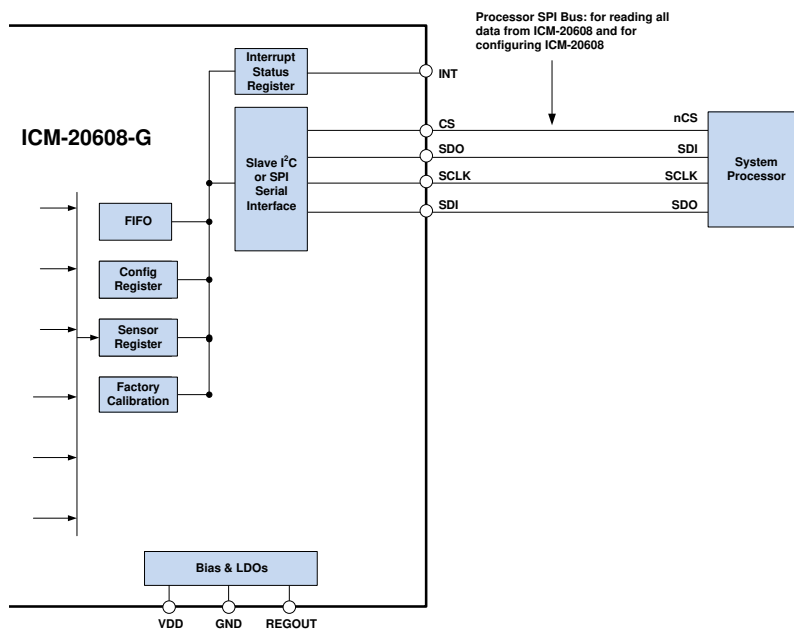 Processor SPI Bus: for reading all
data from ICM-20608 and for
configuring ICM-20608
Interrupt
Status
Register
INT
ICM-20608-G
Slave I²C
or SPI
Serial
Interface
CS
nCS
SDO
SDI
SCLK
SCLK
SDI
SDO
System
Processor
FIFO
Config
Register
Sensor
Register
Factory
Calibration
Bias & LDOs
VDD
GND
REGOUT